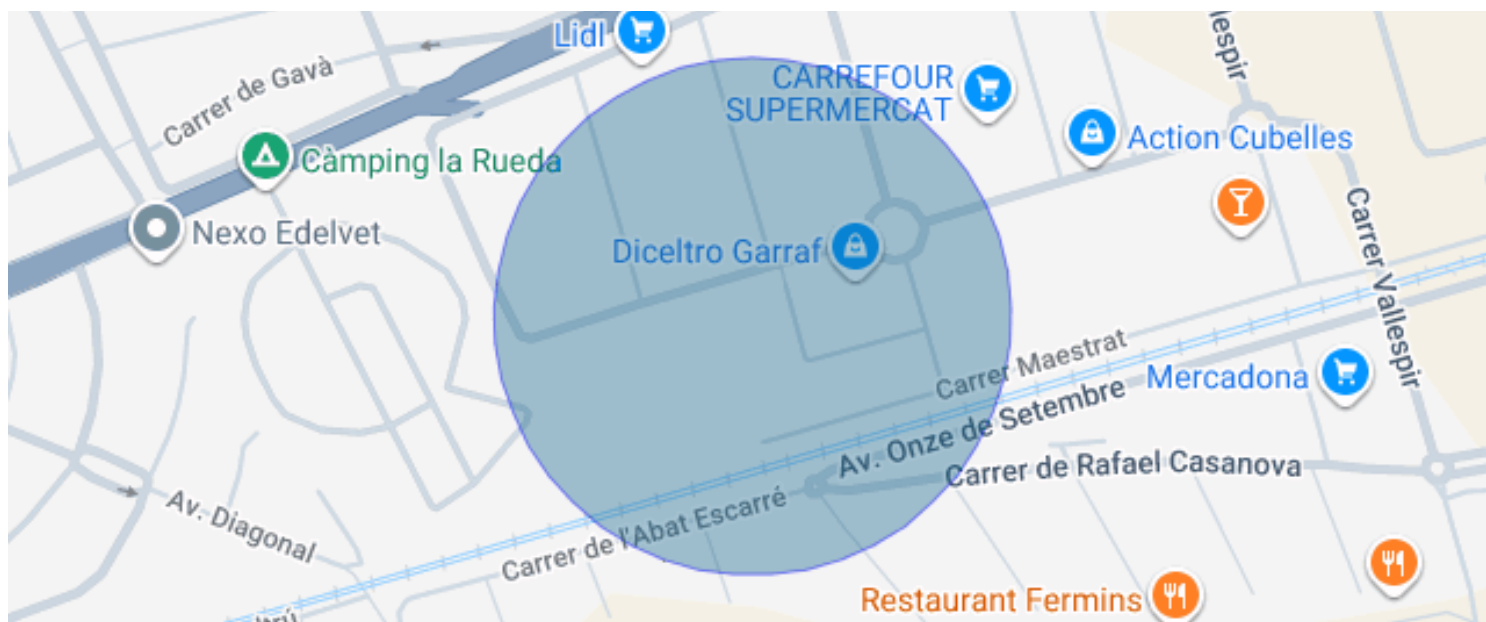 Lidl
Carrer de Gavà
CARREFOUR
SUPERMERCAT
Action Cubelles
Càmping la Rueda
Nexo Edelvet
Diceltro Garraf
Carrer Vallespir
Carrer Maestrat
Mercadona
Av. Onze de Setembre
Carrer de Rafael Casanova
Av. Diagonal
Carrer de l'Abat Escarré
Restaurant Fermins